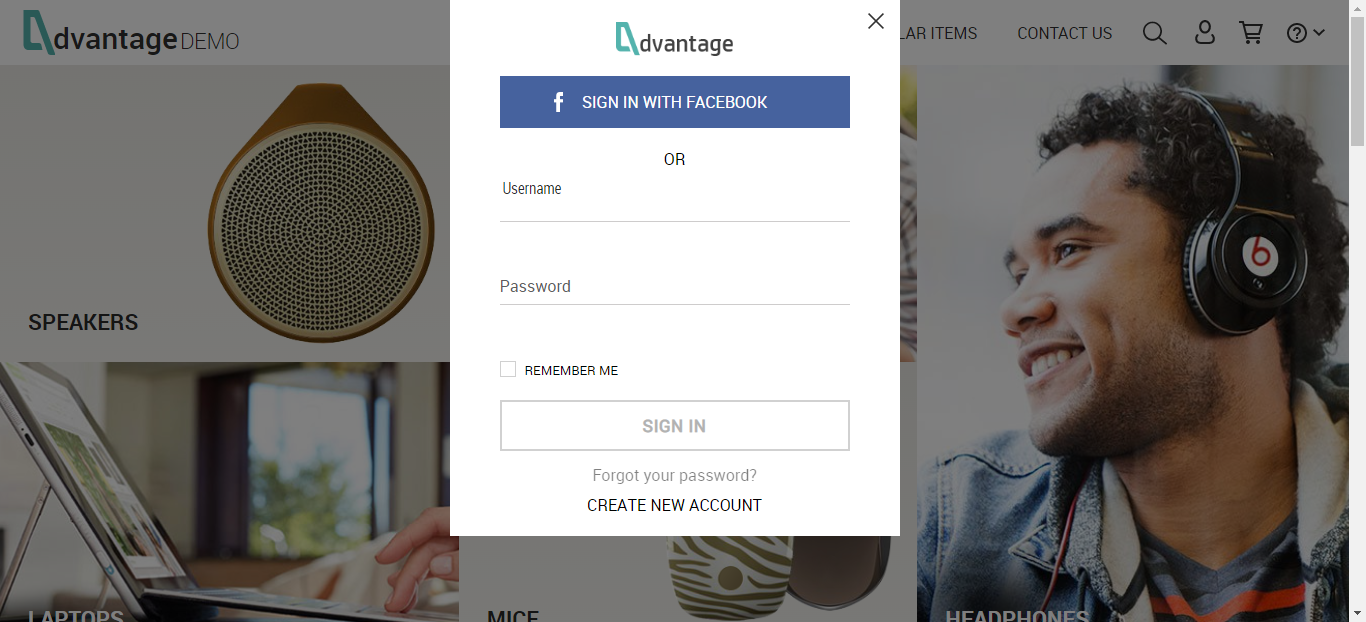 dvantage DEMO
LAR ITEMS
CONTACT US
dvantage
SIGN IN WITH FACEBOOK
OR
Username
Password
REMEMBER ME
SIGN IN
Forgot your password?
CREATE NEW ACCOUNT
SPEAKERS
LAPTOPS
MICE
HEADPHONES